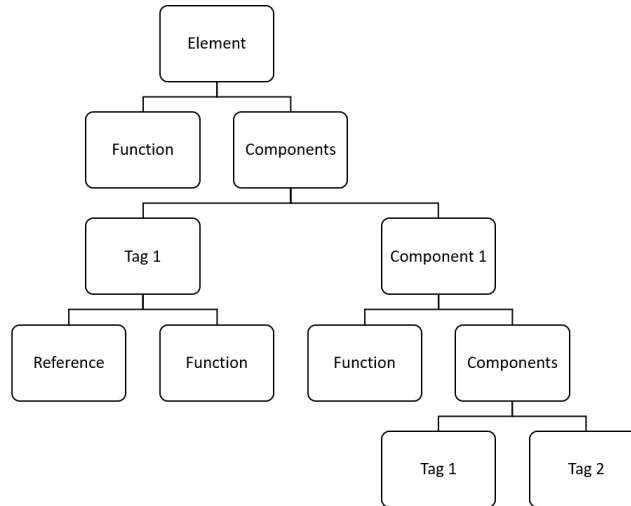 Element
Function
Components
Tag 1
Component 1
Reference
Function
Function
Components
Tag 1
Tag 2